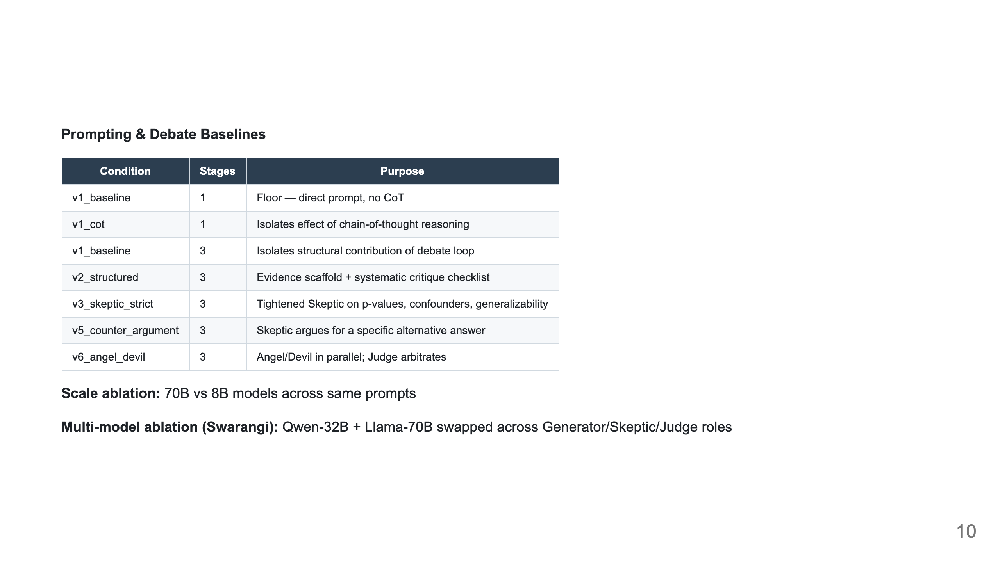 Prompting & Debate Baselines
Condition Stages Purpose
v1_baseline 1 Floor — direct prompt, no CoT
v1_cot 1 Isolates effect of chain-of-thought reasoning
v1_baseline 3 Isolates structural contribution of debate loop
v2_structured 3 Evidence scaffold + systematic critique checklist
v3_skeptic_strict 3 Tightened Skeptic on p-values, confounders, generalizability
v5_counter_argument 3 Skeptic argues for a specific alternative answer
v6_angel_devil 3 Angel/Devil in parallel; Judge arbitrates
Scale ablation: 70B vs 8B models across same prompts
Multi-model ablation (Swarangi): Qwen-32B + Llama-70B swapped across Generator/Skeptic/Judge roles
10